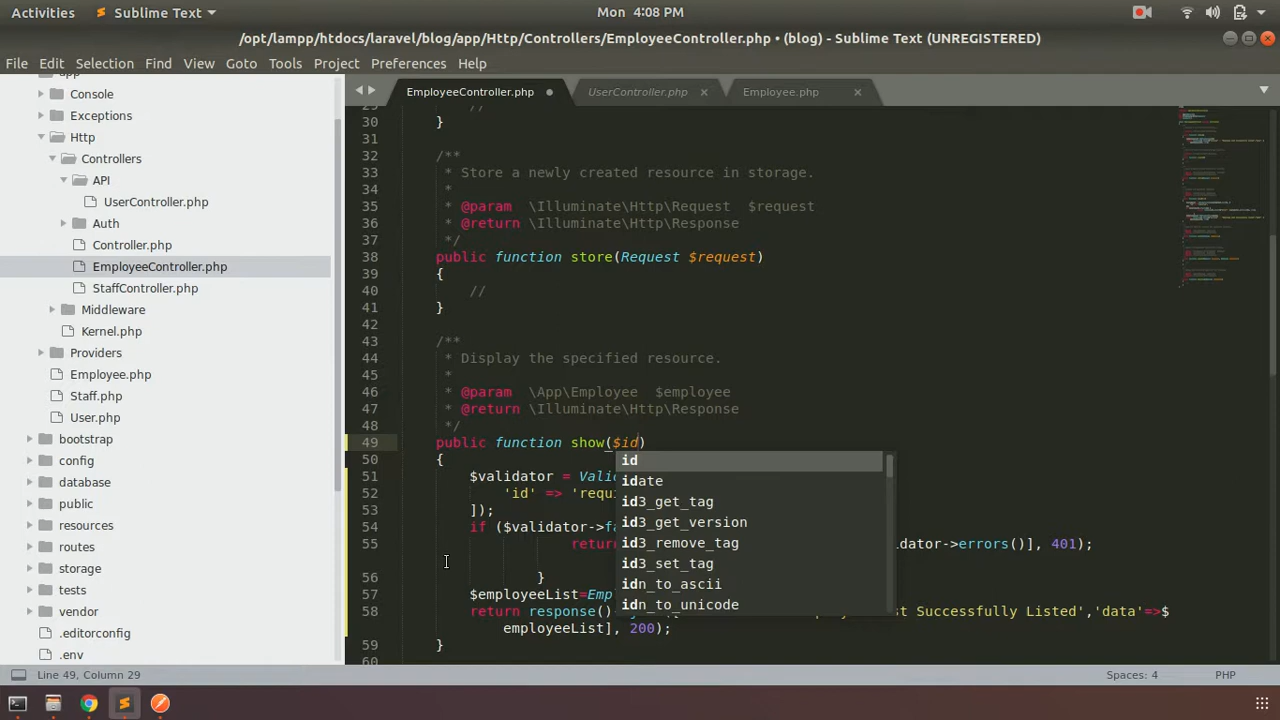 Activities Sublime Text Mon 4:08 PM
/opt/lampp/htdocs/laravel/blog/app/Http/Controllers/EmployeeController.php • (blog) - Sublime Text (UNREGISTERED)
File Edit Selection Find View Goto Tools Project Preferences Help
app
Console
Exceptions
Http
Controllers
API
UserController.php
Auth
Controller.php
EmployeeController.php
StaffController.php
Middleware
Kernel.php
Providers
Employee.php
Staff.php
User.php
bootstrap
config
database
public
resources
routes
storage
tests
vendor
.editorconfig
.env
EmployeeController.php UserController.php Employee.php
29 //
30 }
31
32 /**
33 * Store a newly created resource in storage.
34 *
35 * @param \Illuminate\Http\Request $request
36 * @return \Illuminate\Http\Response
37 */
38 public function store(Request $request)
39 {
40 //
41 }
42
43 /**
44 * Display the specified resource.
45 *
46 * @param \App\Employee $employee
47 * @return \Illuminate\Http\Response
48 */
49 public function show($id)
50 {
51 $validator = Vali
52 'id' => 'requi
53 ]);
54 if ($validator->fa
55 return lidator->errors()], 401);
56 }
57 $employeeList=Emp
58 return response()- st Successfully Listed','data'=>$
employeeList], 200);
59 }
60
id
idate
id3_get_tag
id3_get_version
id3_remove_tag
id3_set_tag
idn_to_ascii
idn_to_unicode
Line 49, Column 29 Spaces: 4 PHP